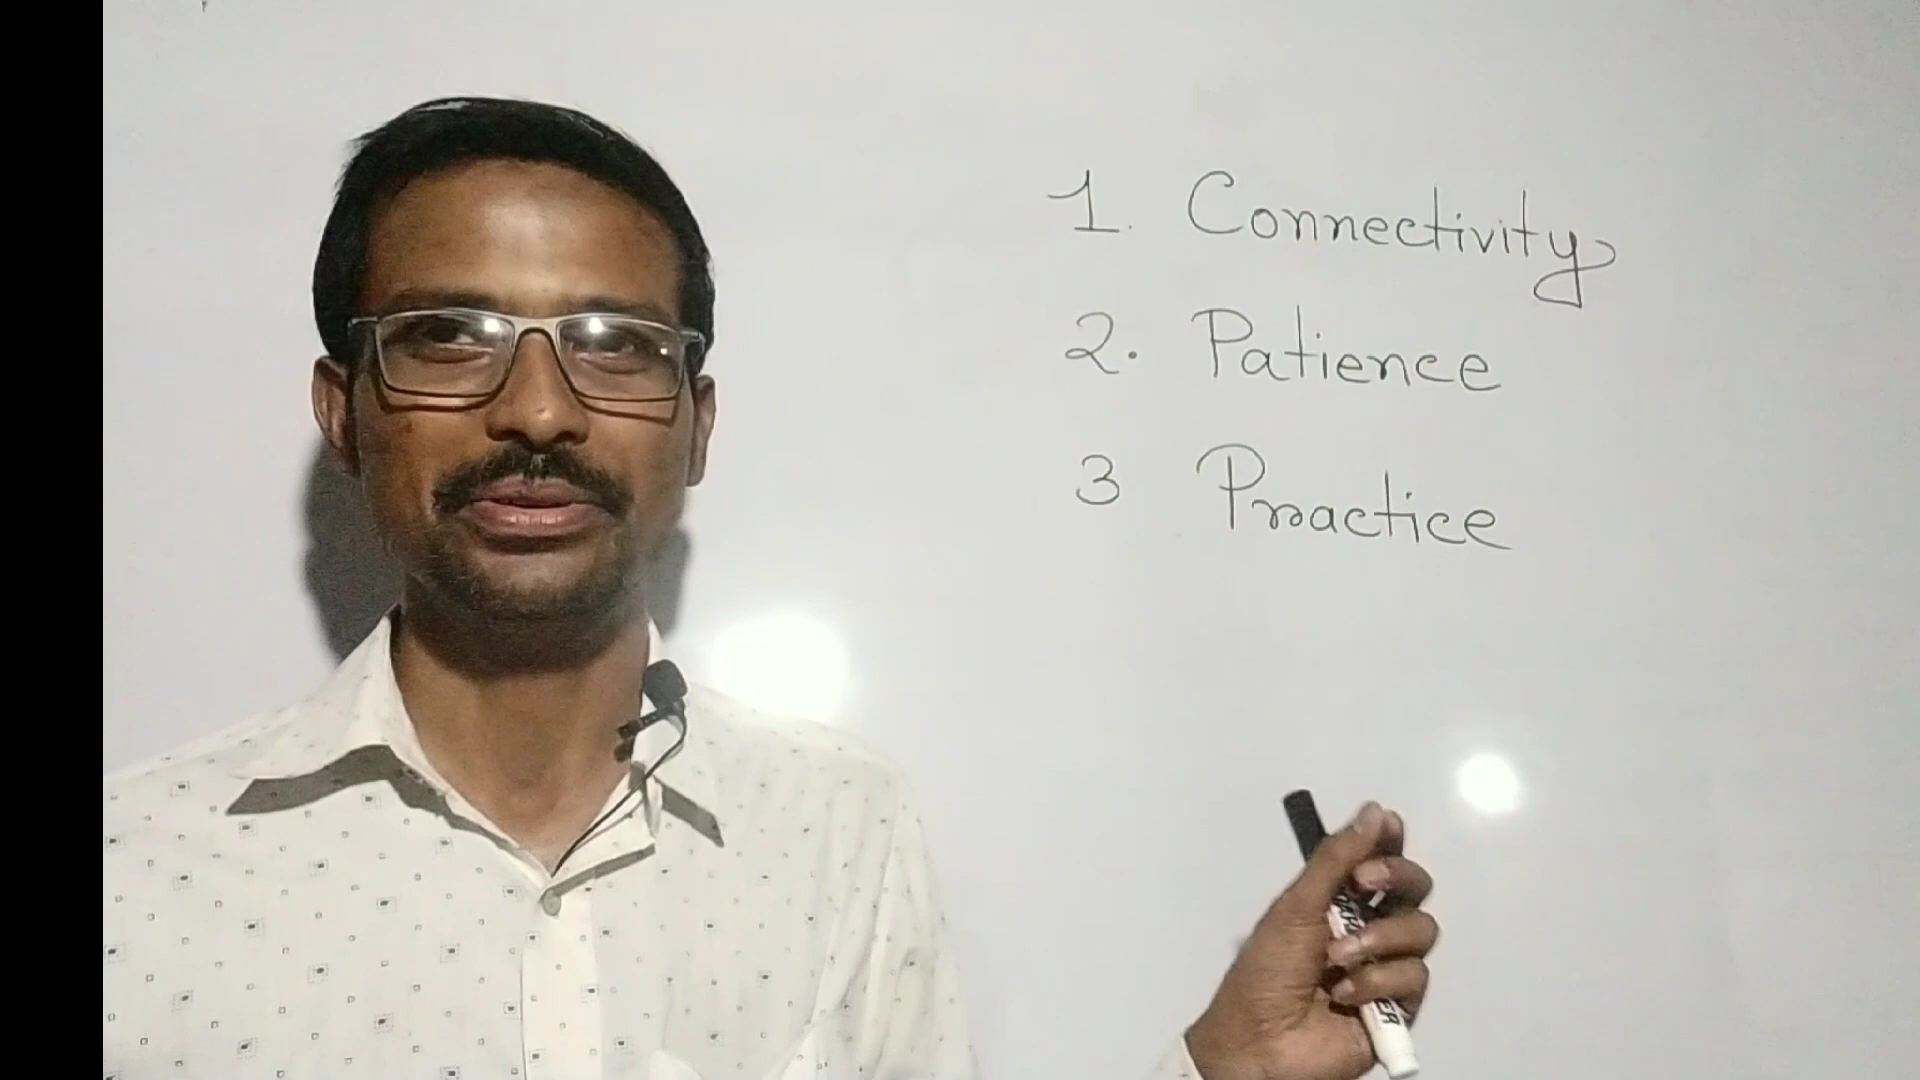 1. Connectivity
2. Patience
3 Practice